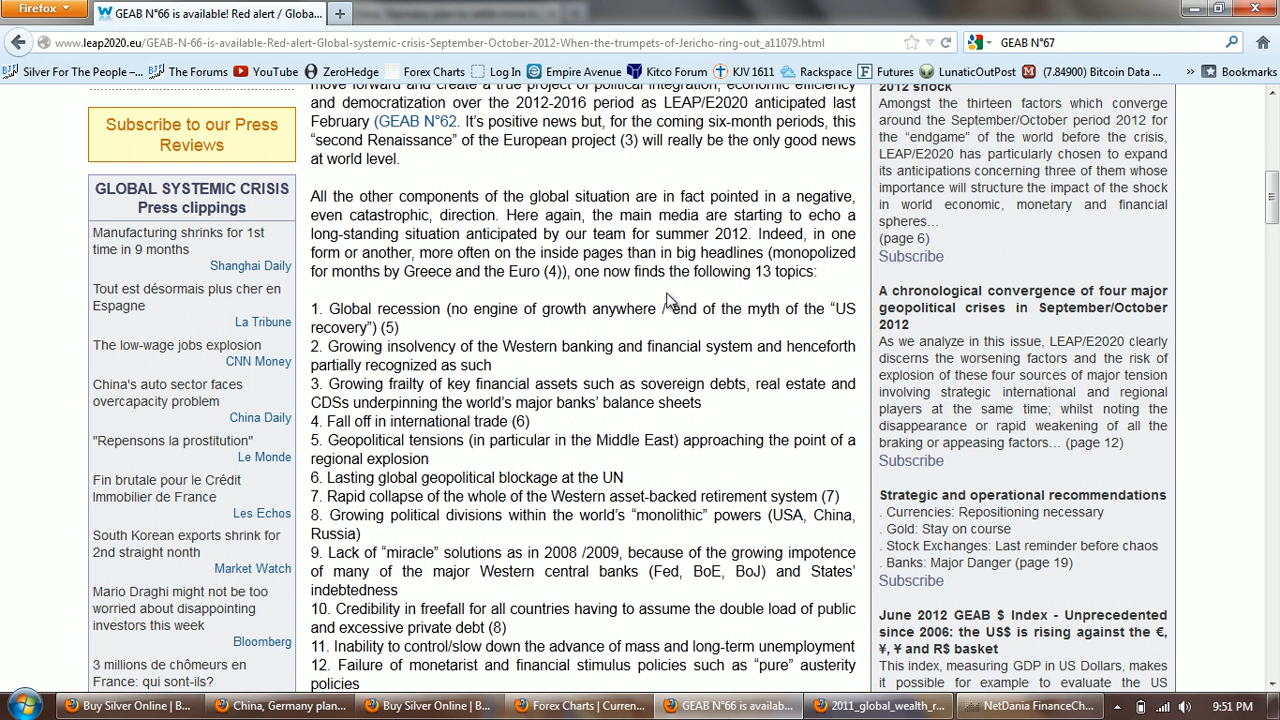 Firefox
GEAB N°66 is available! Red alert / Globa...
www.leap2020.eu/GEAB-N-66-is-available-Red-alert-Global-systemic-crisis-September-October-2012-When-the-trumpets-of-Jericho-ring-out_a11079.html
GEAB N°67
Silver For The People –...
The Forums
YouTube
ZeroHedge
Forex Charts
Log In
Empire Avenue
Kitco Forum
KJV 1611
Rackspace
Futures
LunaticOutPost
(7.84900) Bitcoin Data ...
»
Bookmarks
Subscribe to our Press
Reviews
GLOBAL SYSTEMIC CRISIS
Press clippings
Manufacturing shrinks for 1st
time in 9 months
Shanghai Daily
Tout est désormais plus cher en
Espagne
La Tribune
The low-wage jobs explosion
CNN Money
China's auto sector faces
overcapacity problem
China Daily
"Repensons la prostitution"
Le Monde
Fin brutale pour le Crédit
Immobilier de France
Les Echos
South Korean exports shrink for
2nd straight nonth
Market Watch
Mario Draghi might not be too
worried about disappointing
investors this week
Bloomberg
3 millions de chômeurs en
France: qui sont-ils?
move forward and create a true project of political integration, economic efficiency
and democratization over the 2012-2016 period as LEAP/E2020 anticipated last
February (GEAB N°62. It's positive news but, for the coming six-month periods, this
“second Renaissance” of the European project (3) will really be the only good news
at world level.
All the other components of the global situation are in fact pointed in a negative,
even catastrophic, direction. Here again, the main media are starting to echo a
long-standing situation anticipated by our team for summer 2012. Indeed, in one
form or another, more often on the inside pages than in big headlines (monopolized
for months by Greece and the Euro (4)), one now finds the following 13 topics:
1. Global recession (no engine of growth anywhere / end of the myth of the “US
recovery”) (5)
2. Growing insolvency of the Western banking and financial system and henceforth
partially recognized as such
3. Growing frailty of key financial assets such as sovereign debts, real estate and
CDSs underpinning the world's major banks' balance sheets
4. Fall off in international trade (6)
5. Geopolitical tensions (in particular in the Middle East) approaching the point of a
regional explosion
6. Lasting global geopolitical blockage at the UN
7. Rapid collapse of the whole of the Western asset-backed retirement system (7)
8. Growing political divisions within the world's “monolithic” powers (USA, China,
Russia)
9. Lack of “miracle” solutions as in 2008 /2009, because of the growing impotence
of many of the major Western central banks (Fed, BoE, BoJ) and States'
indebtedness
10. Credibility in freefall for all countries having to assume the double load of public
and excessive private debt (8)
11. Inability to control/slow down the advance of mass and long-term unemployment
12. Failure of monetarist and financial stimulus policies such as “pure” austerity
policies
2012 shock
Amongst the thirteen factors which converge
around the September/October period 2012 for
the “endgame” of the world before the crisis,
LEAP/E2020 has particularly chosen to expand
its anticipations concerning three of them whose
importance will structure the impact of the shock
in world economic, monetary and financial
spheres…
(page 6)
Subscribe
A chronological convergence of four major
geopolitical crises in September/October
2012
As we analyze in this issue, LEAP/E2020 clearly
discerns the worsening factors and the risk of
explosion of these four sources of major tension
involving strategic international and regional
players at the same time; whilst noting the
disappearance or rapid weakening of all the
braking or appeasing factors… (page 12)
Subscribe
Strategic and operational recommendations
. Currencies: Repositioning necessary
. Gold: Stay on course
. Stock Exchanges: Last reminder before chaos
. Banks: Major Danger (page 19)
Subscribe
June 2012 GEAB $ Index - Unprecedented
since 2006: the US$ is rising against the €,
¥, ¥ and R$ basket
This index, measuring GDP in US Dollars, makes
it possible for example to evaluate the US
Buy Silver Online | B...
China, Germany plan...
Buy Silver Online | B...
Forex Charts | Curren...
GEAB N°66 is availab...
2011_global_wealth_r...
NetDania FinanceCh...
9:51 PM